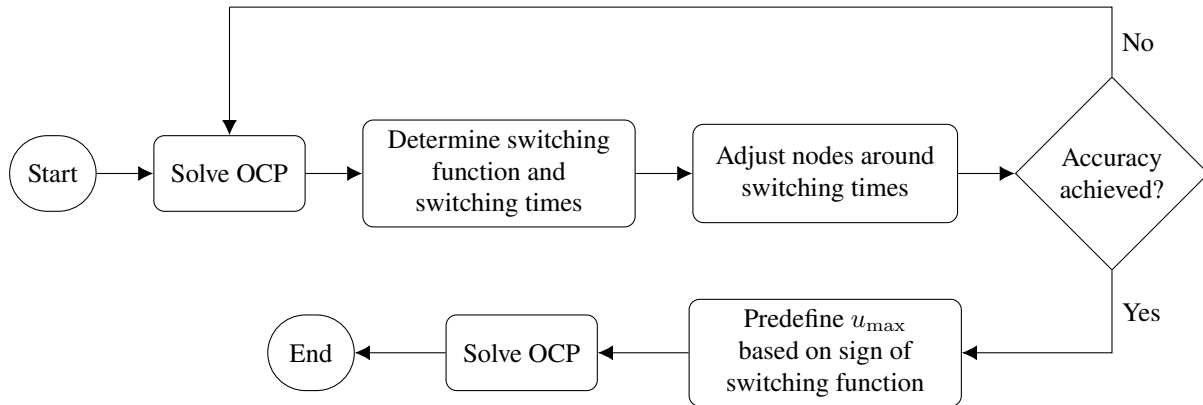 No
Start
Solve OCP
Determine switching
function and
switching times
Adjust nodes around
switching times
Accuracy
achieved?
Yes
End
Solve OCP
Predefine u_max
based on sign of
switching function